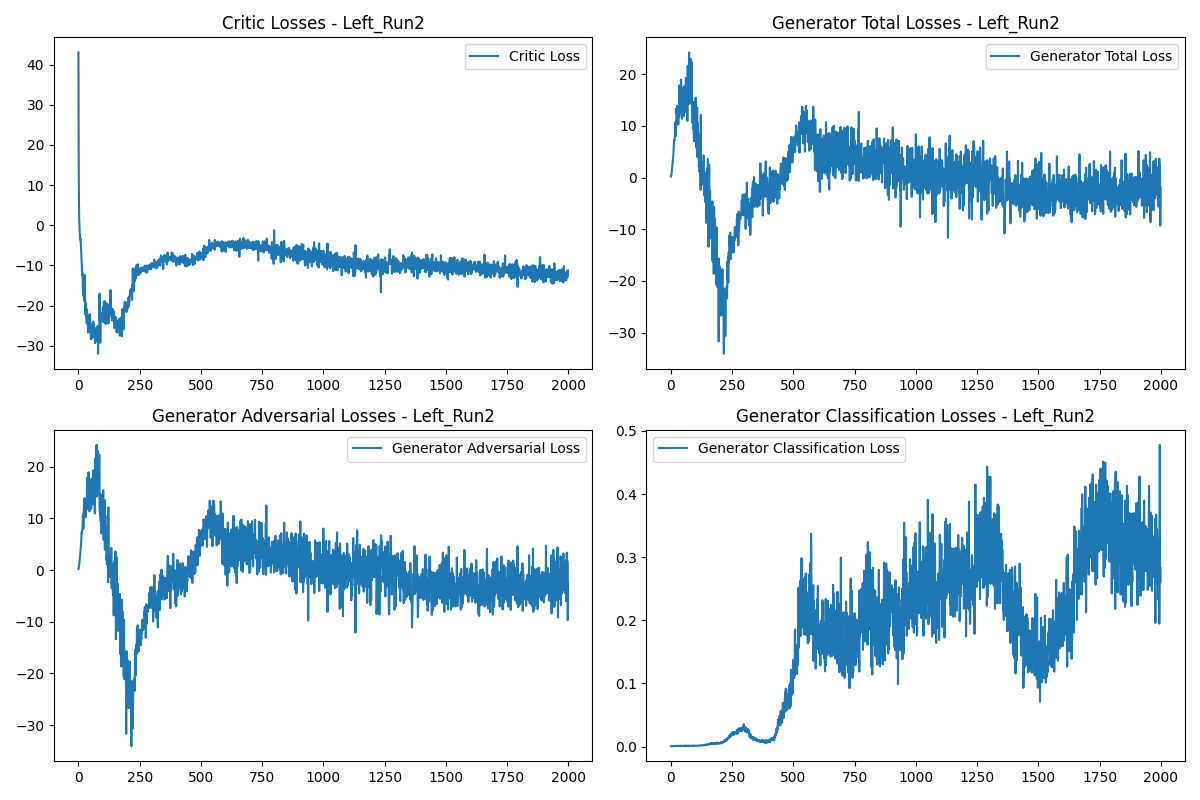 Critic Losses - Left_Run2
Critic Loss
40
30
20
10
0
−10
−20
−30
0 250 500 750 1000 1250 1500 1750 2000
Generator Total Losses - Left_Run2
Generator Total Loss
20
10
0
−10
−20
−30
0 250 500 750 1000 1250 1500 1750 2000
Generator Adversarial Losses - Left_Run2
Generator Adversarial Loss
20
10
0
−10
−20
−30
0 250 500 750 1000 1250 1500 1750 2000
Generator Classification Losses - Left_Run2
Generator Classification Loss
0.5
0.4
0.3
0.2
0.1
0.0
0 250 500 750 1000 1250 1500 1750 2000